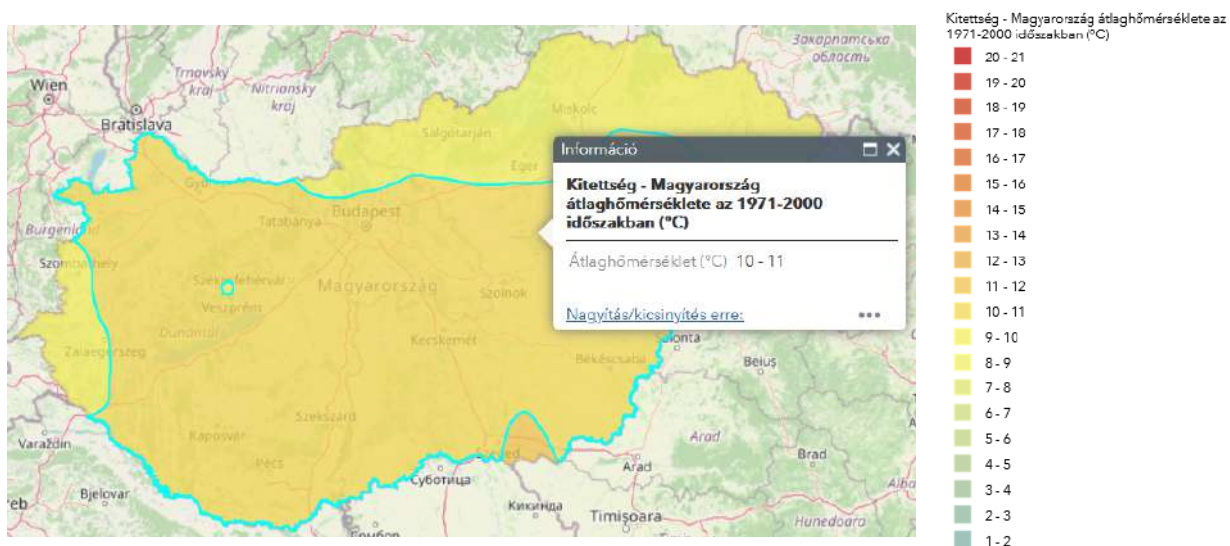 Kitettség - Magyarország átlaghőmérséklete az
1971-2000 időszakban (°C)
20 - 21
19 - 20
18 - 19
17 - 18
16 - 17
15 - 16
14 - 15
13 - 14
12 - 13
11 - 12
10 - 11
9 - 10
8 - 9
7 - 8
6 - 7
5 - 6
4 - 5
3 - 4
2 - 3
1 - 2
Információ
Kitettség - Magyarország
átlaghőmérséklete az 1971-2000
időszakban (°C)
Átlaghőmérséklet (°C) 10 - 11
Nagyítás/kicsinyítés erre:
Закарпатська
область
Trnavský
kraj
Nitriansky
kraj
Wien
Bratislava
Miskolc
Salgótarján
Eger
Győr
Budapest
Tatabánya
Burgenland
Szombathely
Székesfehérvár
Magyarország
Szolnok
Veszprém
Dunántúl
Kecskemét
Zalaegerszeg
Békéscsaba
Salonta
Beiuș
Szekszárd
Kaposvár
Pécs
Szeged
Arad
Arad
Brad
Varaždin
Суботица
Bjelovar
Кикинда
Timișoara
Hunedoara